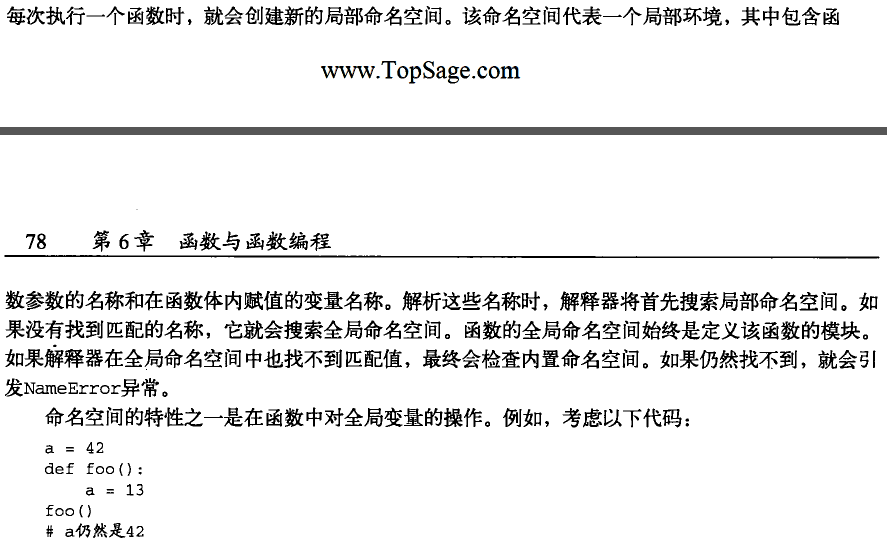 每次执行一个函数时，就会创建新的局部命名空间。该命名空间代表一个局部环境，其中包含函
www.TopSage.com
78 第6章 函数与函数编程
数参数的名称和在函数体内赋值的变量名称。解析这些名称时，解释器将首先搜索局部命名空间。如
果没有找到匹配的名称，它就会搜索全局命名空间。函数的全局命名空间始终是定义该函数的模块。
如果解释器在全局命名空间中也找不到匹配值，最终会检查内置命名空间。如果仍然找不到，就会引
发NameError异常。
命名空间的特性之一是在函数中对全局变量的操作。例如，考虑以下代码：
a = 42
def foo():
    a = 13
foo()
# a仍然是42